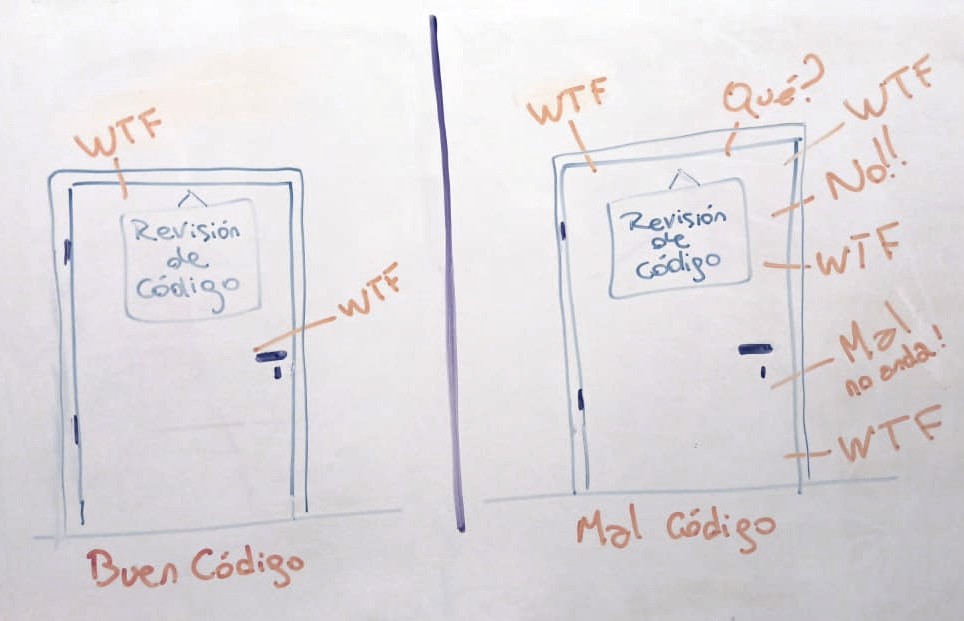 WTF
Revisión
de
Código
WTF
Buen Código
WTF
Qué?
WTF
No!!
Revisión
de
Código
WTF
Mal
no anda!
WTF
Mal Código